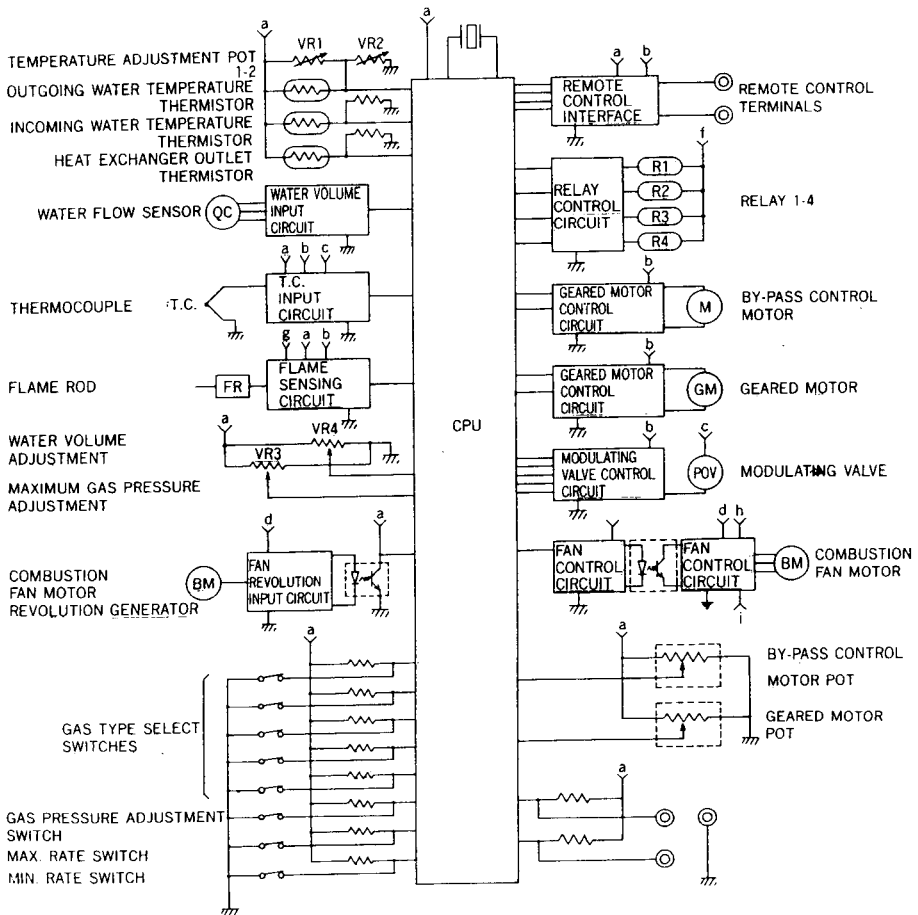 a
a
VR1
VR2
TEMPERATURE ADJUSTMENT POT
1-2
OUTGOING WATER TEMPERATURE
THERMISTOR
INCOMING WATER TEMPERATURE
THERMISTOR
HEAT EXCHANGER OUTLET
THERMISTOR
WATER FLOW SENSOR
QC
WATER VOLUME
INPUT
CIRCUIT
a b c
THERMOCOUPLE
T.C.
T.C.
INPUT
CIRCUIT
g a b
FLAME ROD
FR
FLAME
SENSING
CIRCUIT
a
WATER VOLUME
ADJUSTMENT
VR4
VR3
MAXIMUM GAS PRESSURE
ADJUSTMENT
d
a
COMBUSTION
FAN MOTOR
REVOLUTION GENERATOR
BM
FAN
REVOLUTION
INPUT CIRCUIT
a
GAS TYPE SELECT
SWITCHES
GAS PRESSURE ADJUSTMENT
SWITCH
MAX. RATE SWITCH
MIN. RATE SWITCH
CPU
a b
REMOTE
CONTROL
INTERFACE
REMOTE CONTROL
TERMINALS
f
RELAY
CONTROL
CIRCUIT
R1
R2
R3
R4
RELAY 1-4
b
GEARED MOTOR
CONTROL
CIRCUIT
M
BY-PASS CONTROL
MOTOR
b
GEARED MOTOR
CONTROL
CIRCUIT
GM
GEARED MOTOR
b
c
MODULATING
VALVE CONTROL
CIRCUIT
POV
MODULATING VALVE
d h
FAN
CONTROL
CIRCUIT
FAN
CONTROL
CIRCUIT
BM
COMBUSTION
FAN MOTOR
i
a
BY-PASS CONTROL
MOTOR POT
GEARED MOTOR
POT
a